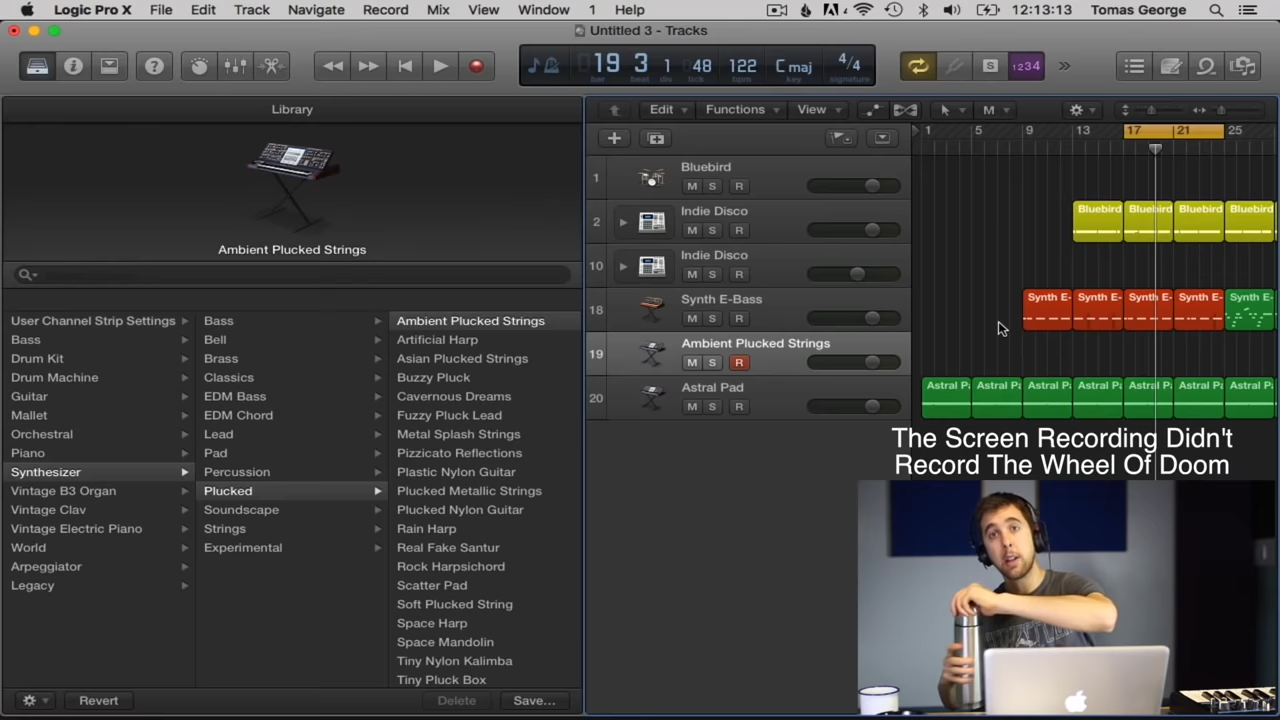 Logic Pro X File Edit Track Navigate Record Mix View Window 1 Help 12:13:13 Tomas George
Untitled 3 - Tracks
19 3 1 48 122 C maj 4/4
bar beat div tick bpm key signature
S 1234
Library
Edit Functions View M
1 5 9 13 17 21 25
Ambient Plucked Strings
User Channel Strip Settings
Bass
Drum Kit
Drum Machine
Guitar
Mallet
Orchestral
Piano
Synthesizer
Vintage B3 Organ
Vintage Clav
Vintage Electric Piano
World
Arpeggiator
Legacy
Bass
Bell
Brass
Classics
EDM Bass
EDM Chord
Lead
Pad
Percussion
Plucked
Soundscape
Strings
Experimental
Ambient Plucked Strings
Artificial Harp
Asian Plucked Strings
Buzzy Pluck
Cavernous Dreams
Fuzzy Pluck Lead
Metal Splash Strings
Pizzicato Reflections
Plastic Nylon Guitar
Plucked Metallic Strings
Plucked Nylon Guitar
Rain Harp
Real Fake Santur
Rock Harpsichord
Scatter Pad
Soft Plucked String
Space Harp
Space Mandolin
Tiny Nylon Kalimba
Tiny Pluck Box
Revert Delete Save...
1 Bluebird
M S R
2 Indie Disco
M S R
Bluebird Bluebird Bluebird Bluebird
10 Indie Disco
M S R
18 Synth E-Bass
M S R
Synth E- Synth E- Synth E- Synth E- Synth E-
19 Ambient Plucked Strings
M S R
20 Astral Pad
M S R
Astral P Astral P Astral P Astral P Astral P Astral P Astral P
The Screen Recording Didn't
Record The Wheel Of Doom